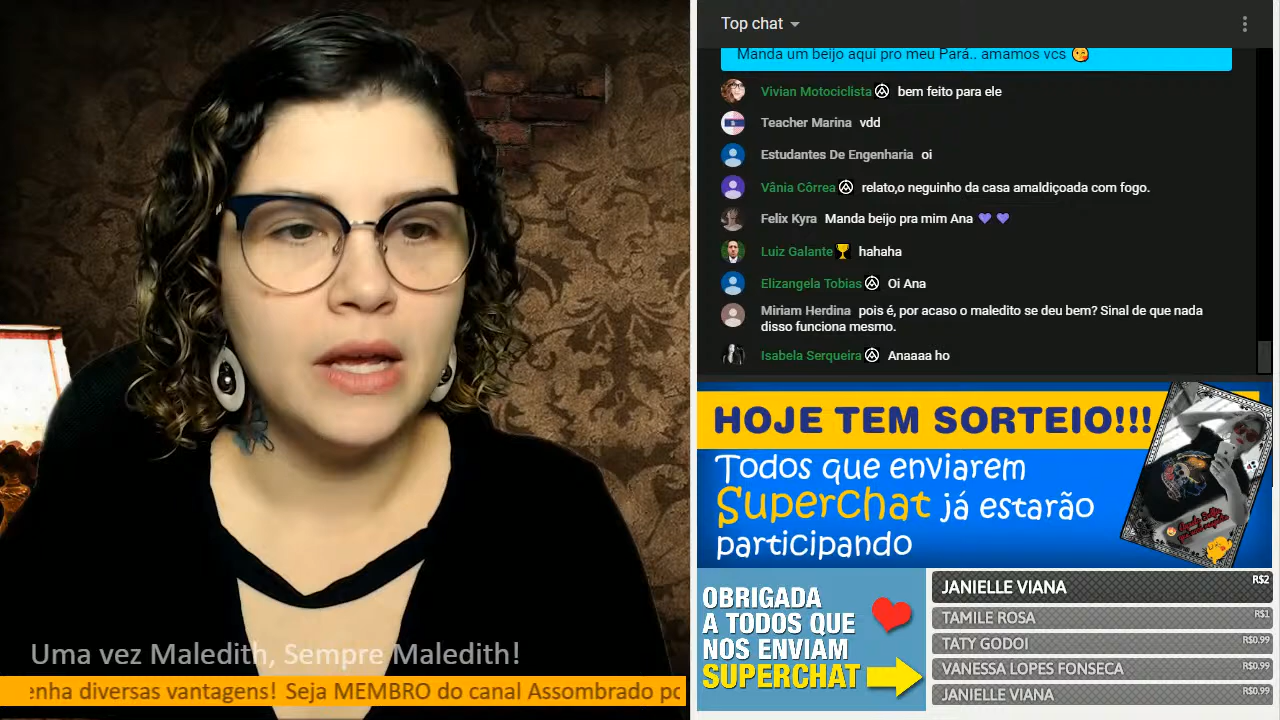 Top chat
Manda um beijo aqui pro meu Pará.. amamos vcs
Vivian Motociclista bem feito para ele
Teacher Marina vdd
Estudantes De Engenharia oi
Vânia Côrrea relato,o neguinho da casa amaldiçoada com fogo.
Felix Kyra Manda beijo pra mim Ana
Luiz Galante hahaha
Elizangela Tobias Oi Ana
Miriam Herdina pois é, por acaso o maledito se deu bem? Sinal de que nada
disso funciona mesmo.
Isabela Serqueira Anaaaa ho
HOJE TEM SORTEIO!!!
Todos que enviarem
Superchat já estarão
participando
OBRIGADA
A TODOS QUE
NOS ENVIAM
SUPERCHAT
JANIELLE VIANA R$2
TAMILE ROSA R$1
TATY GODOI R$0.99
VANESSA LOPES FONSECA R$0.99
JANIELLE VIANA R$0.99
Uma vez Maledith, Sempre Maledith!
enha diversas vantagens! Seja MEMBRO do canal Assombrado po